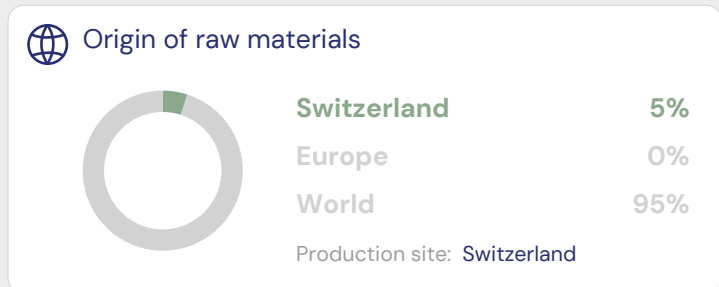 Origin of raw materials
Switzerland 5%
Europe 0%
World 95%
Production site: Switzerland